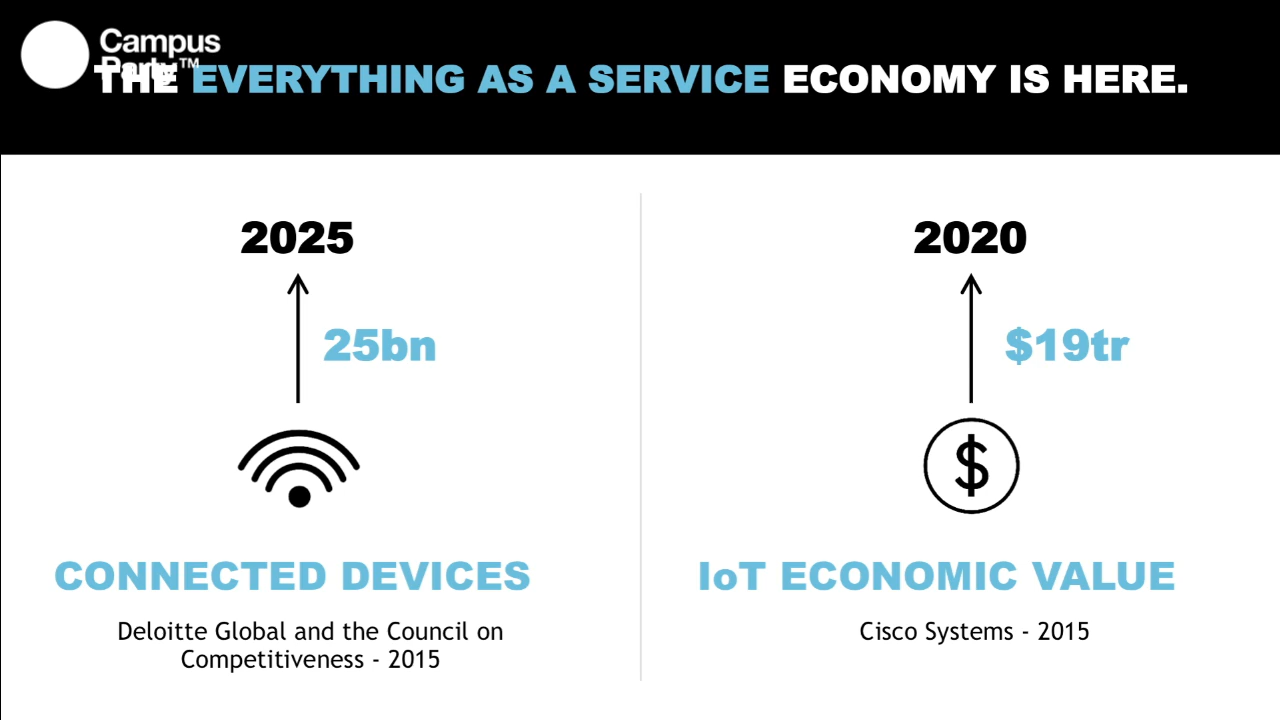 Campus
Party™
THE EVERYTHING AS A SERVICE ECONOMY IS HERE.
2025
25bn
CONNECTED DEVICES
Deloitte Global and the Council on
Competitiveness - 2015
2020
$19tr
$
IoT ECONOMIC VALUE
Cisco Systems - 2015